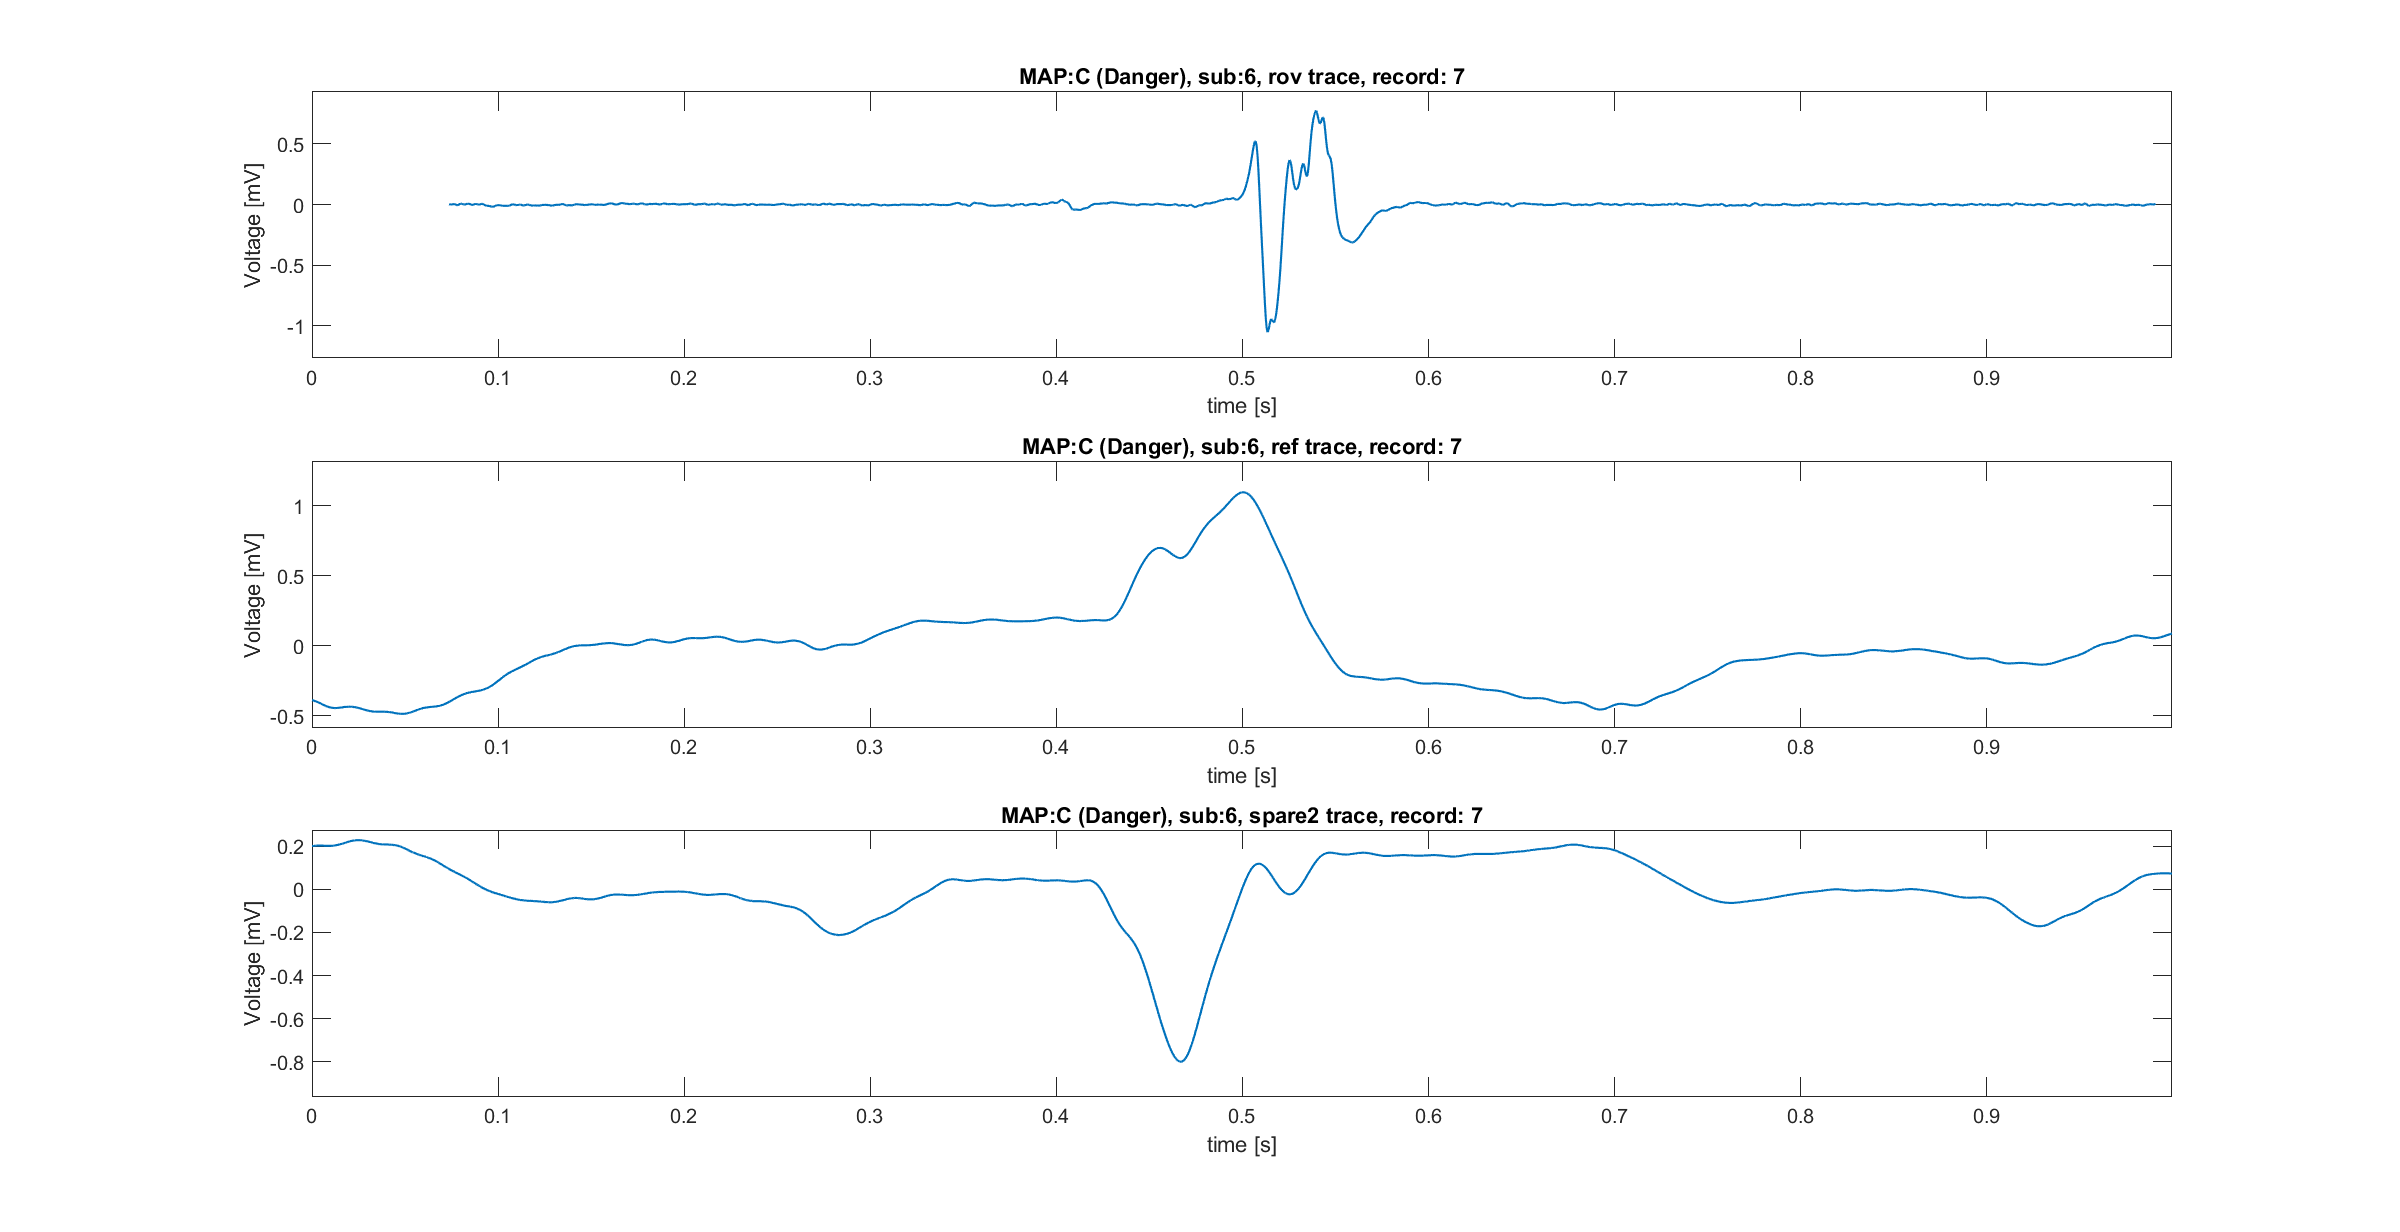 MAP:C (Danger), sub:6, rov trace, record: 7
Voltage [mV]
0.5
0
-0.5
-1
0 0.1 0.2 0.3 0.4 0.5 0.6 0.7 0.8 0.9
time [s]
MAP:C (Danger), sub:6, ref trace, record: 7
Voltage [mV]
1
0.5
0
-0.5
0 0.1 0.2 0.3 0.4 0.5 0.6 0.7 0.8 0.9
time [s]
MAP:C (Danger), sub:6, spare2 trace, record: 7
Voltage [mV]
0.2
0
-0.2
-0.4
-0.6
-0.8
0 0.1 0.2 0.3 0.4 0.5 0.6 0.7 0.8 0.9
time [s]